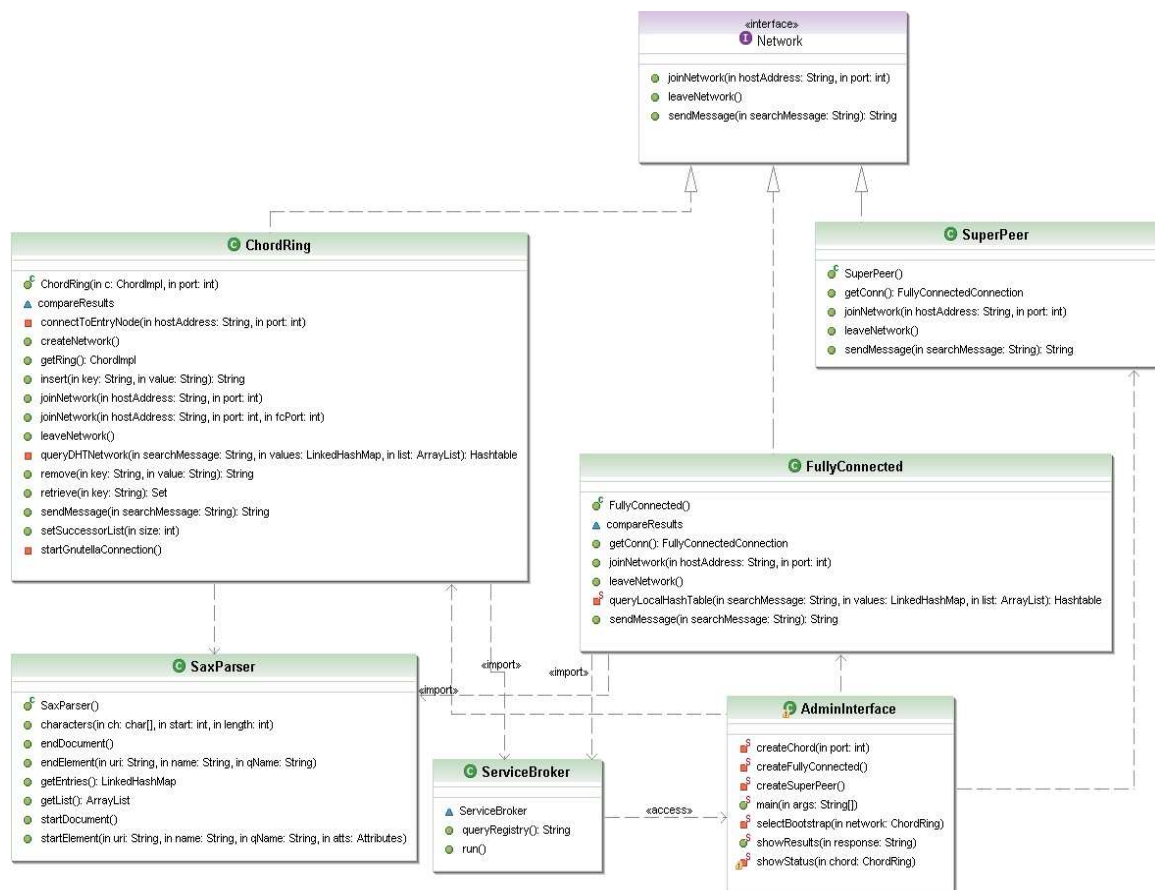 «interface»
Network
joinNetwork(in hostAddress: String, in port: int)
leaveNetwork()
sendMessage(in searchMessage: String): String
ChordRing
ChordRing(in c: ChordImpl, in port: int)
compareResults
connectToEntryNode(in hostAddress: String, in port: int)
createNetwork()
getRing(): ChordImpl
insert(in key: String, in value: String): String
joinNetwork(in hostAddress: String, in port: int)
joinNetwork(in hostAddress: String, in port: int, in fcPort: int)
leaveNetwork()
queryDHTNetwork(in searchMessage: String, in values: LinkedHashMap, in list: ArrayList): Hashtable
remove(in key: String, in value: String): String
retrieve(in key: String): Set
sendMessage(in searchMessage: String): String
setSuccessorList(in size: int)
startGnutellaConnection()
SuperPeer
SuperPeer()
getConn(): FullyConnectedConnection
joinNetwork(in hostAddress: String, in port: int)
leaveNetwork()
sendMessage(in searchMessage: String): String
FullyConnected
FullyConnected()
compareResults
getConn(): FullyConnectedConnection
joinNetwork(in hostAddress: String, in port: int)
leaveNetwork()
queryLocalHashTable(in searchMessage: String, in values: LinkedHashMap, in list: ArrayList): Hashtable
sendMessage(in searchMessage: String): String
«import»
«import»
«import»
SaxParser
SaxParser()
characters(in ch: char[], in start: int, in length: int)
endDocument()
endElement(in uri: String, in name: String, in qName: String)
getEntries(): LinkedHashMap
getList(): ArrayList
startDocument()
startElement(in uri: String, in name: String, in qName: String, in atts: Attributes)
ServiceBroker
ServiceBroker
queryRegistry(): String
run()
«access»
AdminInterface
createChord(in port: int)
createFullyConnected()
createSuperPeer()
main(in args: String[])
selectBootstrap(in network: ChordRing)
showResults(in response: String)
showStatus(in chord: ChordRing)